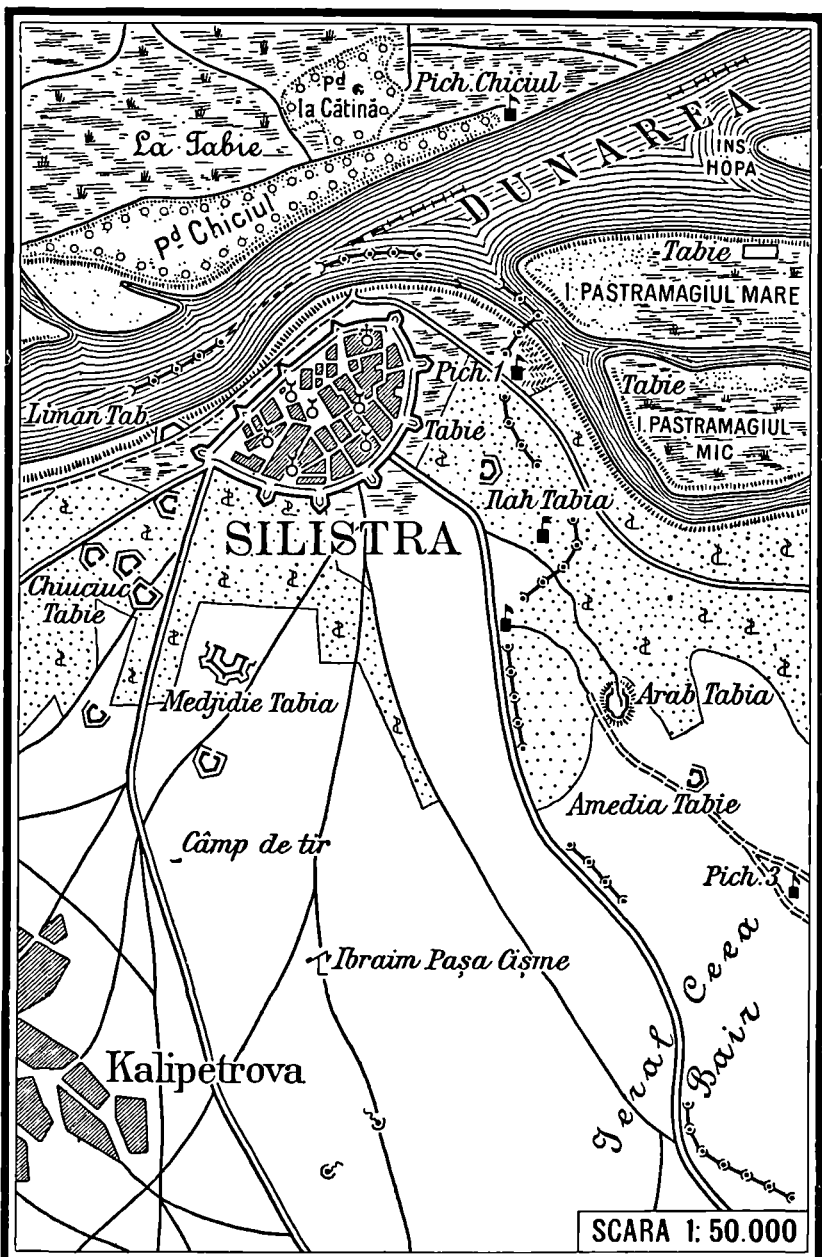 Pich. Chiciul
Pd
la Cătină
La Tabie
DUNAREA
INS
HOPA
Pd Chiciul
Tabie
I. PASTRAMAGIUL MARE
Pich. 1
Tabie
I. PASTRAMAGIUL
MIC
Liman Tab.
Tabie
Ilah Tabia
SILISTRA
Chiuciuc
Tabie
Medjidie Tabia
Arab Tabia
Amedia Tabie
Câmp de tir
Pich. 3
Ibraim Pașa Cișme
Jeral Ceea
Bair
Kalipetrova
SCARA 1:50.000